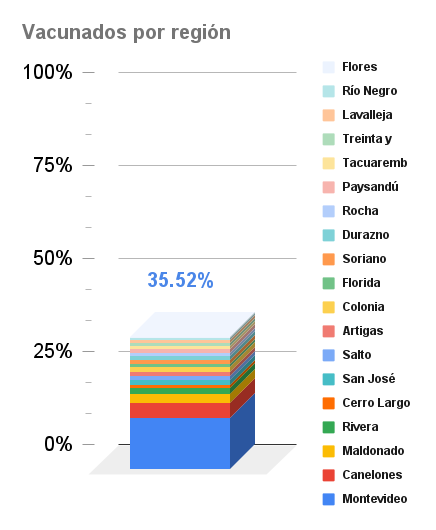 Vacunados por región
100%
75%
50%
25%
0%
35.52%
Flores
Río Negro
Lavalleja
Treinta y
Tacuaremb
Paysandú
Rocha
Durazno
Soriano
Florida
Colonia
Artigas
Salto
San José
Cerro Largo
Rivera
Maldonado
Canelones
Montevideo